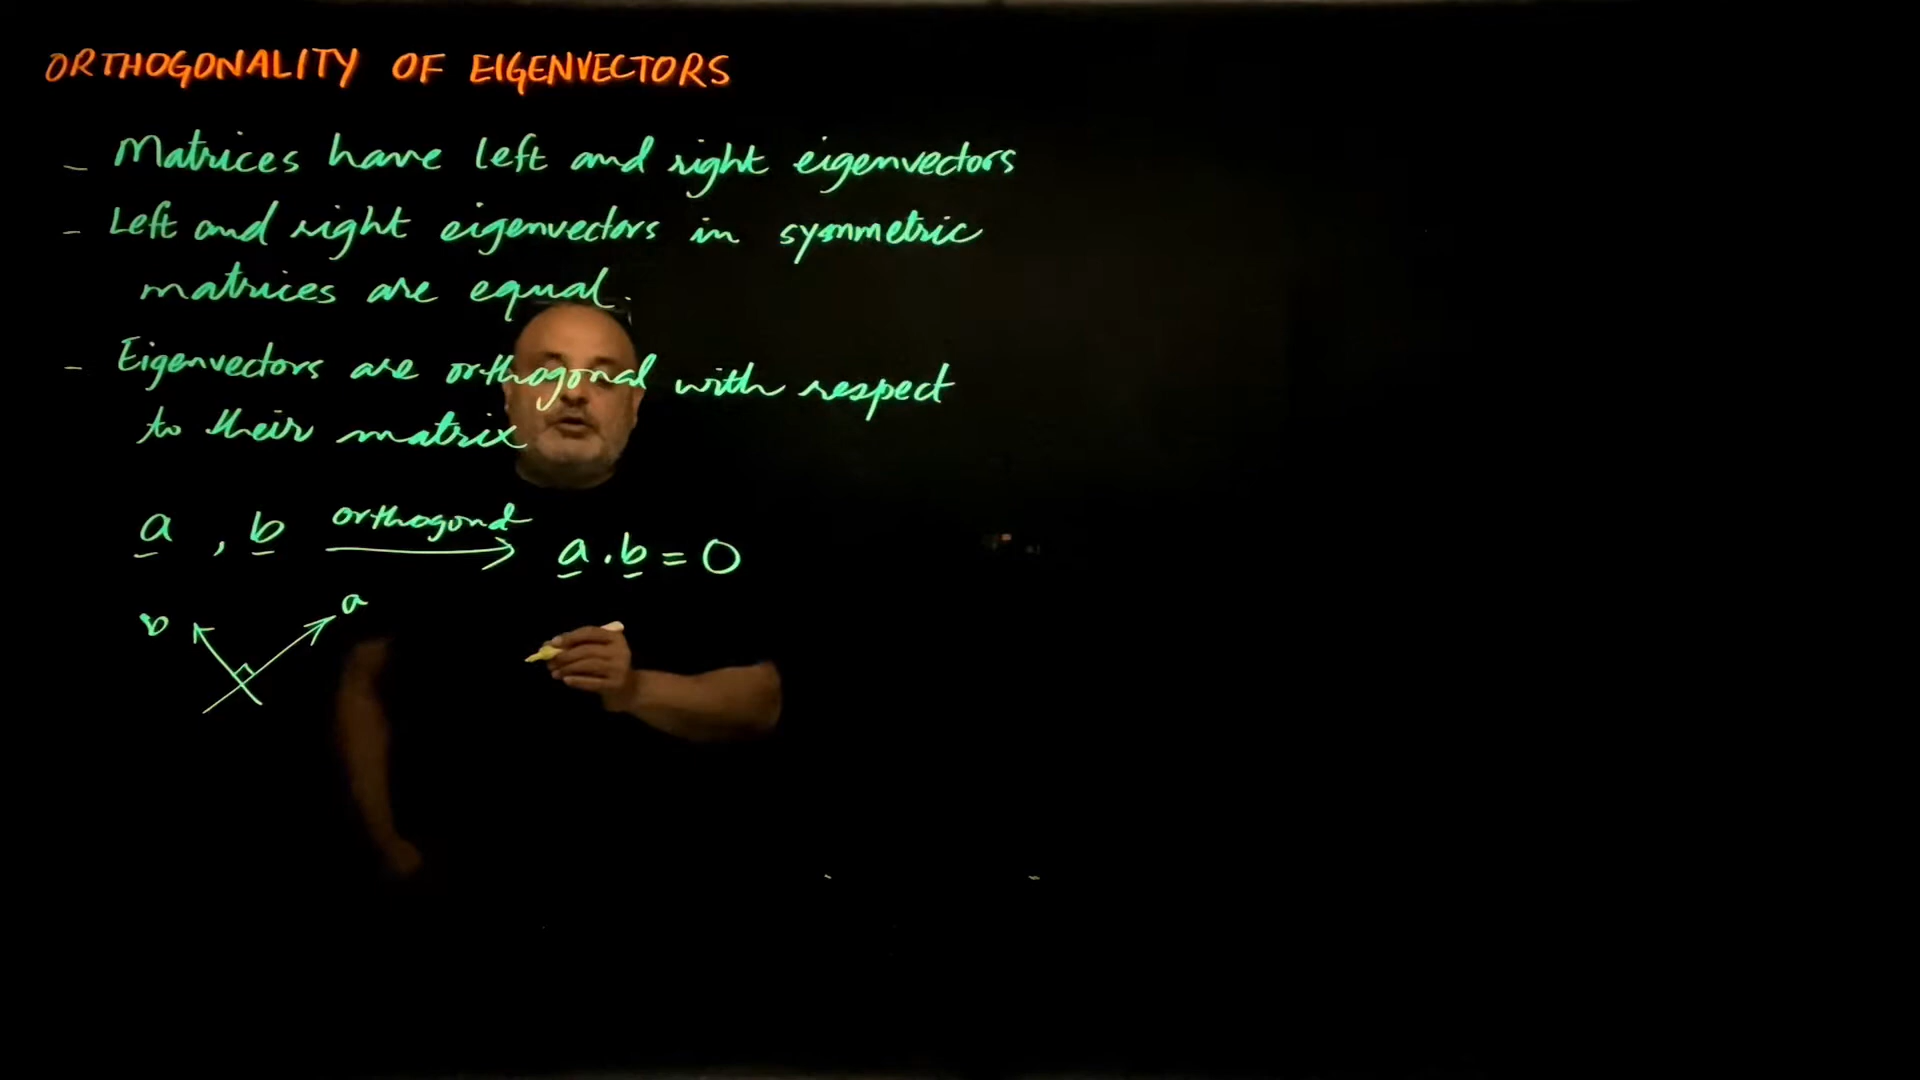 ORTHOGONALITY OF EIGENVECTORS
- Matrices have left and right eigenvectors
- Left and right eigenvectors in symmetric
matrices are equal.
- Eigenvectors are orthogonal with respect
to their matrix
a , b orthogonal → a . b = 0
b a